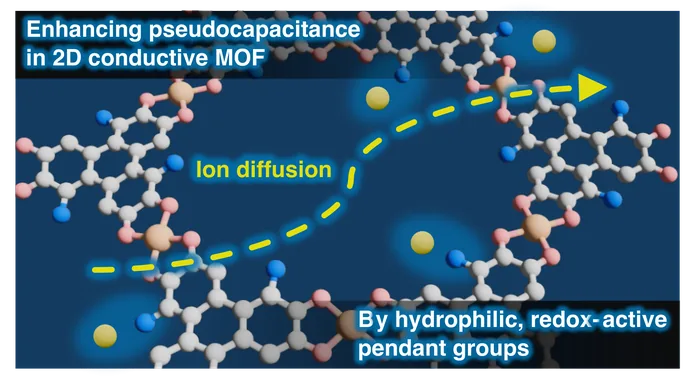 Enhancing pseudocapacitance
in 2D conductive MOF
Ion diffusion
By hydrophilic, redox-active
pendant groups